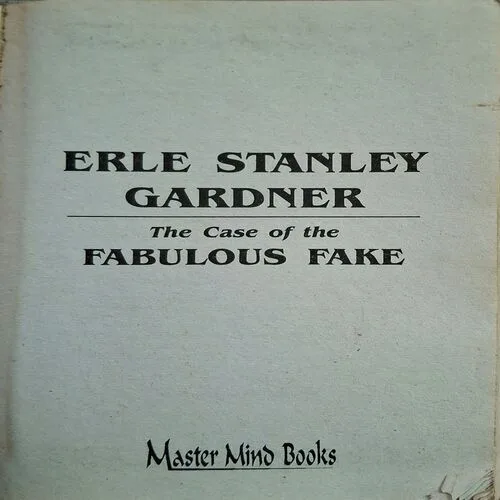 ERLE STANLEY
GARDNER
The Case of the
FABULOUS FAKE
Master Mind Books